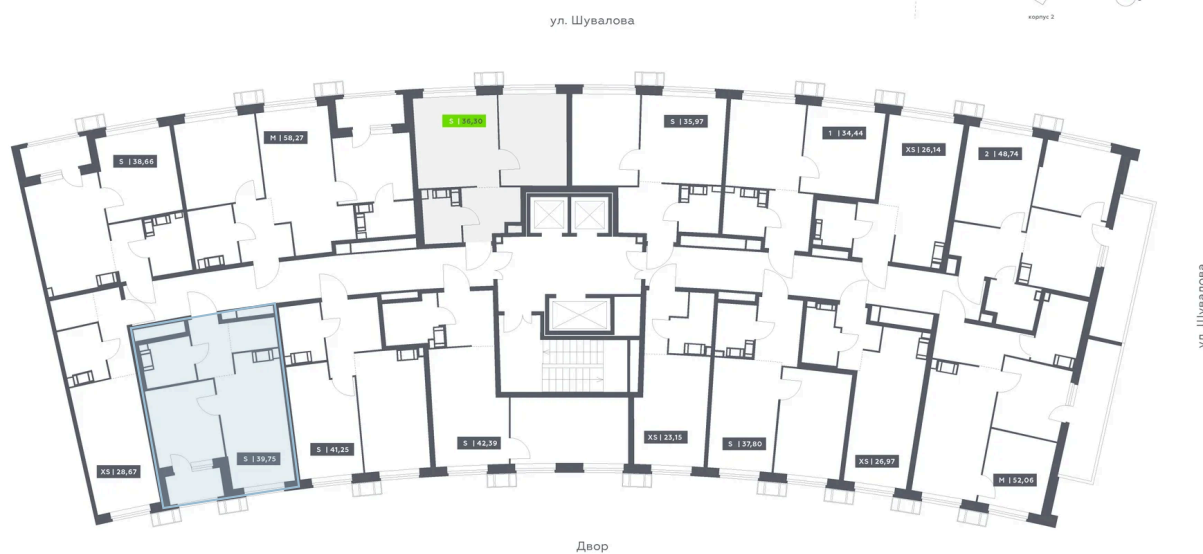 корпус 2
ул. Шувалова
S | 38,66
M | 58,27
S | 36,30
S | 35,97
1 | 34,44
XS | 26,14
2 | 48,74
ул. Шувалова
XS | 28,67
S | 39,75
S | 41,25
S | 42,39
XS | 23,15
S | 37,80
XS | 26,97
M | 52,06
Двор